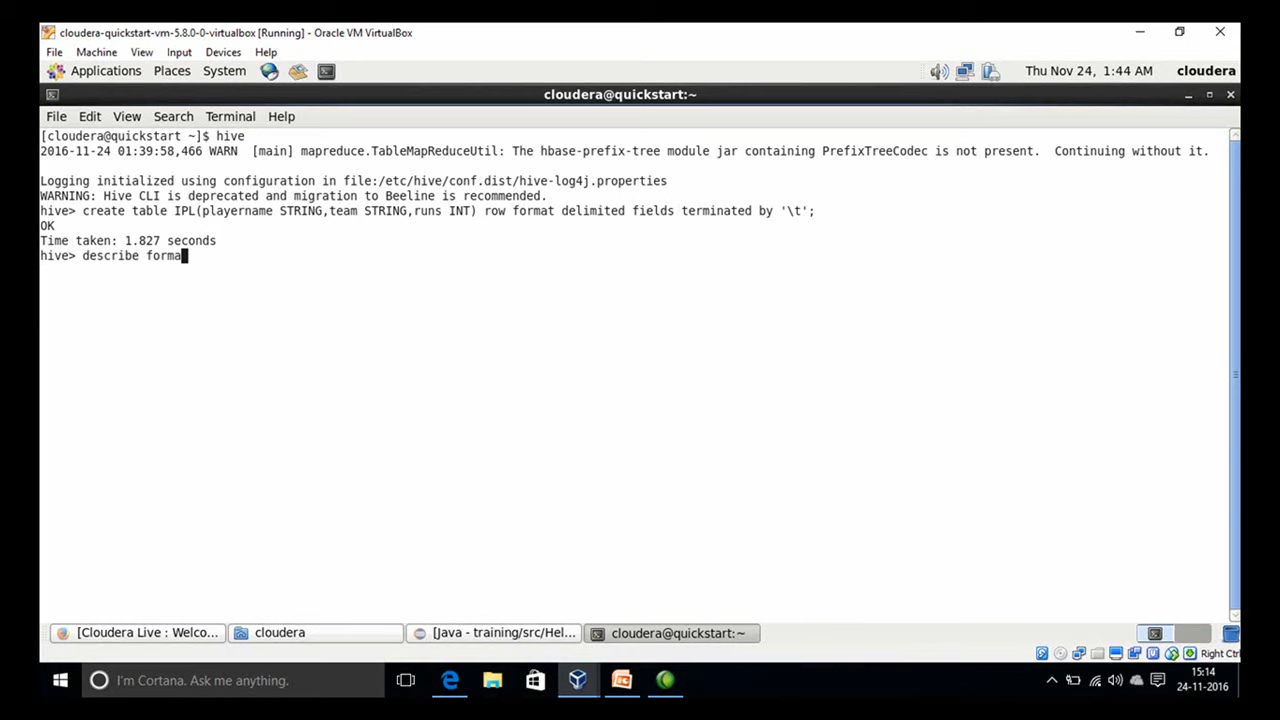 cloudera-quickstart-vm-5.8.0-0-virtualbox [Running] - Oracle VM VirtualBox
File Machine View Input Devices Help
Applications Places System Thu Nov 24, 1:44 AM cloudera
cloudera@quickstart:~
File Edit View Search Terminal Help
[cloudera@quickstart ~]$ hive
2016-11-24 01:39:58,466 WARN  [main] mapreduce.TableMapReduceUtil: The hbase-prefix-tree module jar containing PrefixTreeCodec is not present.  Continuing without it.
Logging initialized using configuration in file:/etc/hive/conf.dist/hive-log4j.properties
WARNING: Hive CLI is deprecated and migration to Beeline is recommended.
hive> create table IPL(playername STRING,team STRING,runs INT) row format delimited fields terminated by '\t';
OK
Time taken: 1.827 seconds
hive> describe forma
[Cloudera Live : Welco... cloudera [Java - training/src/Hel... cloudera@quickstart:~
Right Ctrl
I'm Cortana. Ask me anything. 15:14
24-11-2016